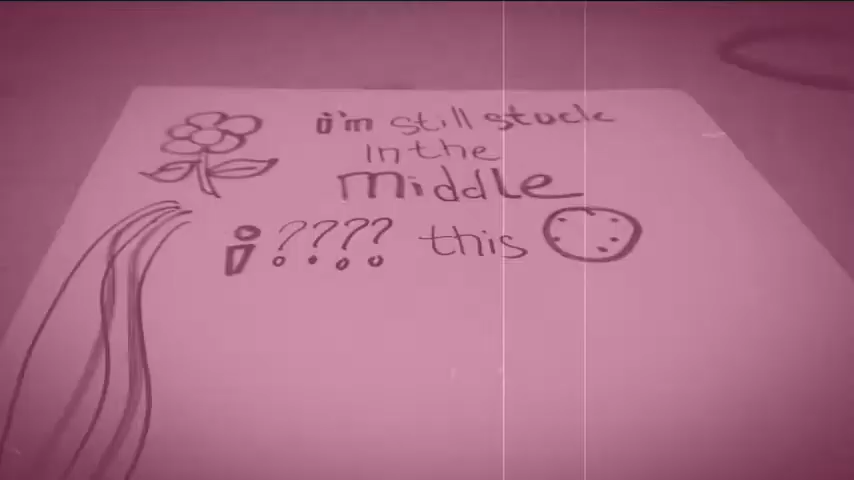 i'm still stuck
in the
middle
i ???? this